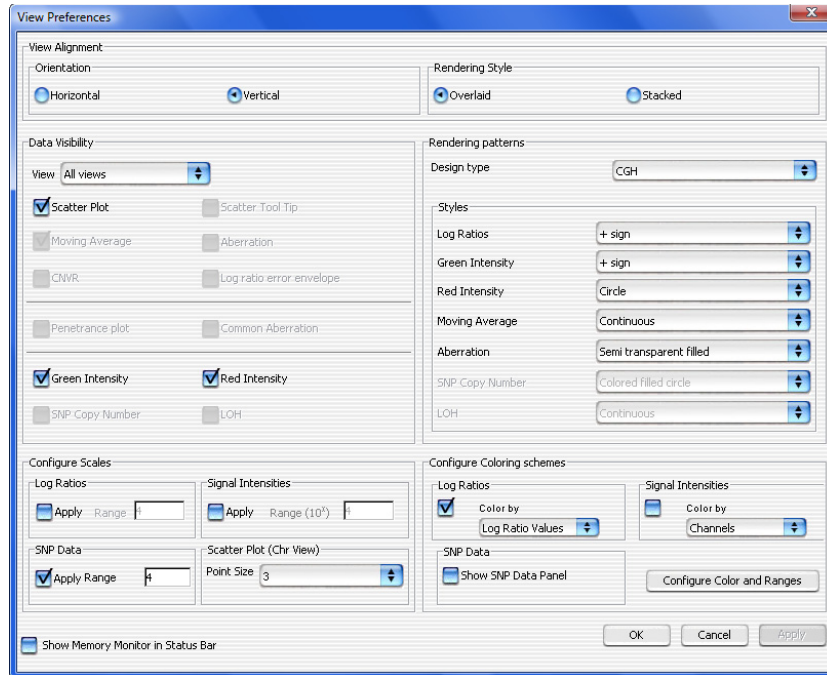 View Preferences
View Alignment
Orientation
Horizontal
Vertical
Rendering Style
Overlaid
Stacked
Data Visibility
View All views
Scatter Plot
Scatter Tool Tip
Moving Average
Aberration
CNVR
Log ratio error envelope
Penetrance plot
Common Aberration
Green Intensity
Red Intensity
SNP Copy Number
LOH
Rendering patterns
Design type CGH
Styles
Log Ratios + sign
Green Intensity + sign
Red Intensity Circle
Moving Average Continuous
Aberration Semi transparent filled
SNP Copy Number Colored filled circle
LOH Continuous
Configure Scales
Log Ratios
Apply Range 4
Signal Intensities
Apply Range (10ˣ) 4
SNP Data
Apply Range 4
Scatter Plot (Chr View)
Point Size 3
Configure Coloring schemes
Log Ratios
Color by
Log Ratio Values
Signal Intensities
Color by
Channels
SNP Data
Show SNP Data Panel
Configure Color and Ranges
Show Memory Monitor in Status Bar
OK Cancel Apply